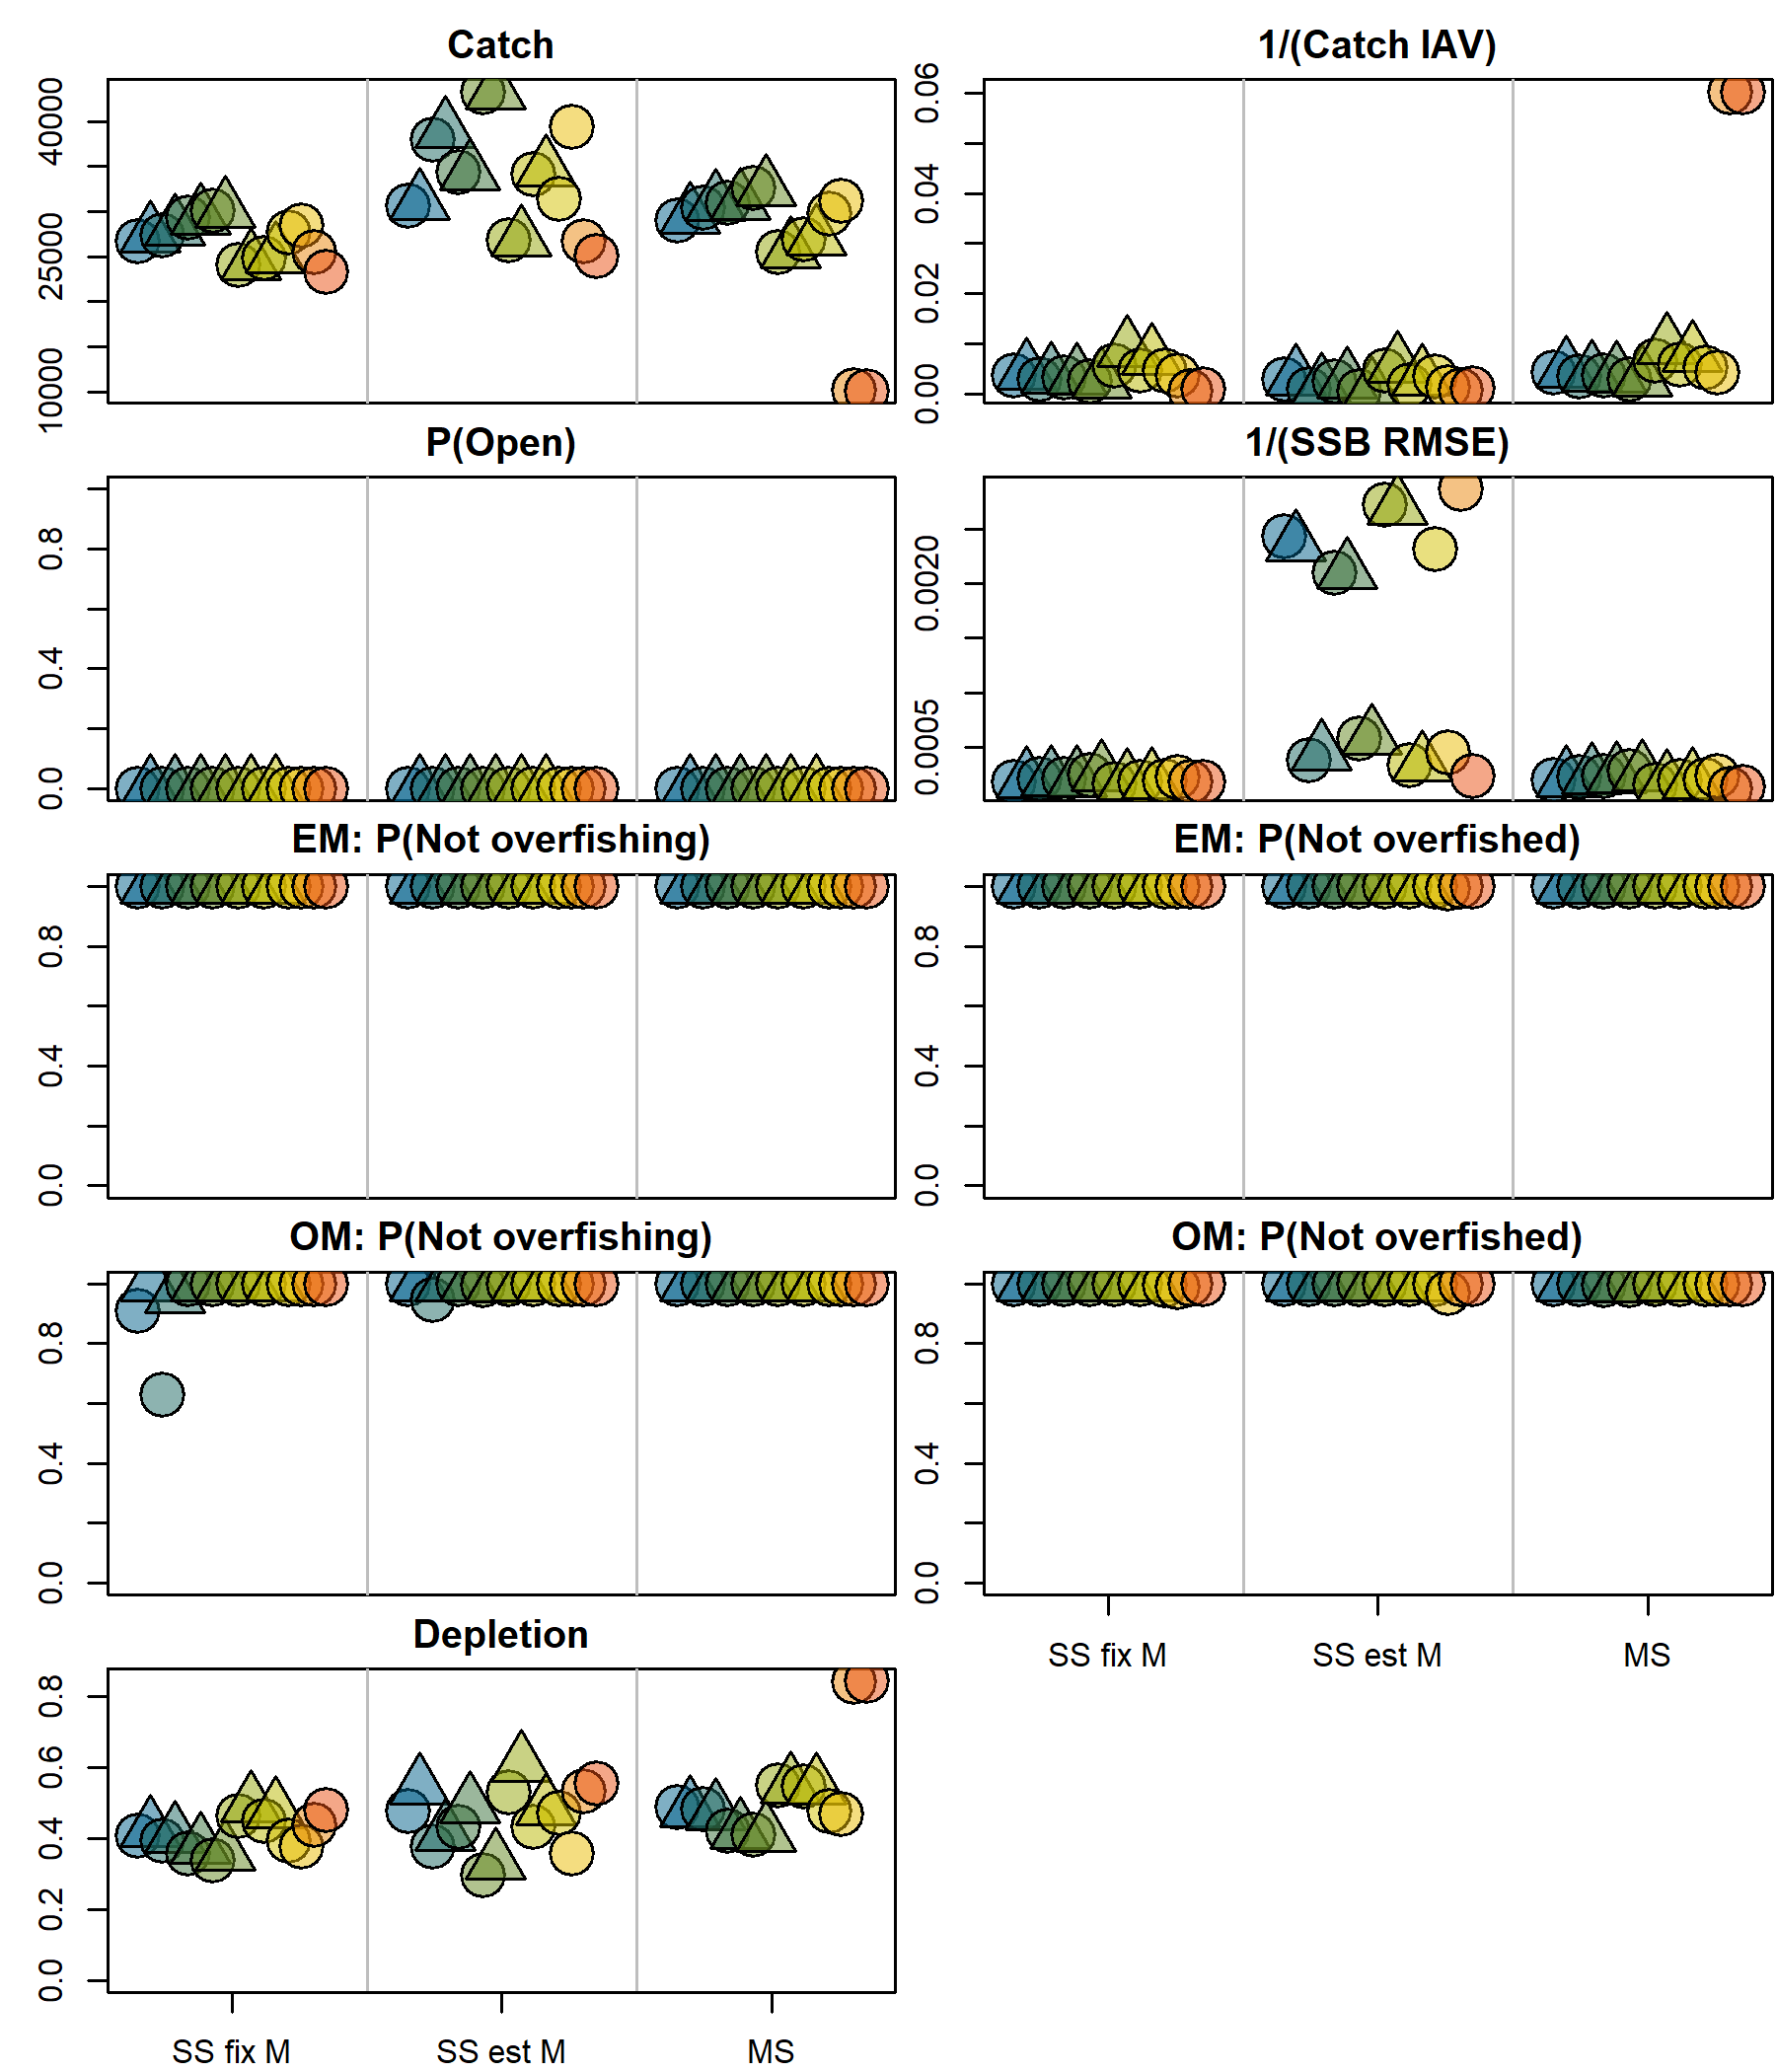 Catch
1/(Catch IAV)
10000 25000 40000
0.00 0.02 0.04 0.06
P(Open)
1/(SSB RMSE)
0.0 0.4 0.8
0.0005 0.0020
EM: P(Not overfishing)
EM: P(Not overfished)
0.0 0.4 0.8
0.0 0.4 0.8
OM: P(Not overfishing)
OM: P(Not overfished)
0.0 0.4 0.8
0.0 0.4 0.8
SS fix M SS est M MS
Depletion
0.0 0.2 0.4 0.6 0.8
SS fix M SS est M MS